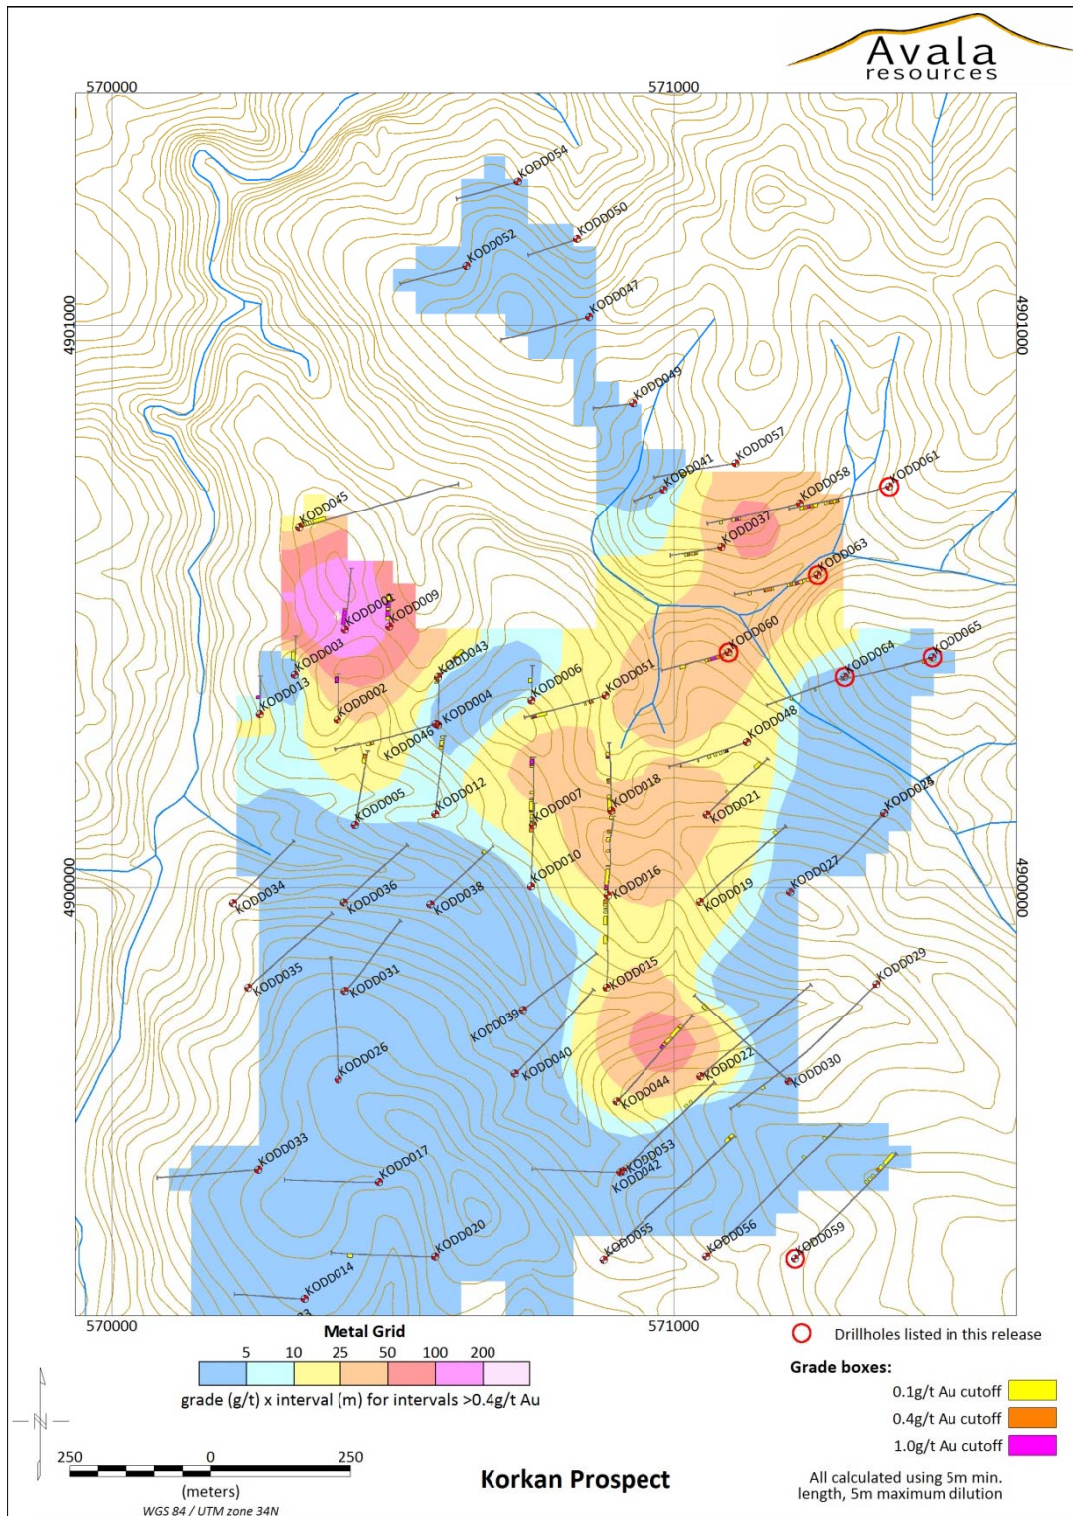 Avala
resources
570000
571000
KODD054
KODD050
KODD052
KODD047
4901000
4901000
KODD049
KODD057
KODD041
KODD061
KODD058
KODD045
KODD037
KODD063
KODD001
KODD009
KODD060
KODD065
KODD003
KODD043
KODD064
KODD006
KODD051
KODD013
KODD002
KODD004
KODD046
KODD048
KODD018
KODD012
KODD021
KODD005
KODD007
KODD010
KODD016
KODD027
KODD034
KODD036
KODD038
KODD019
4900000
4900000
KODD029
KODD035
KODD031
KODD015
KODD039
KODD026
KODD040
KODD022
KODD030
KODD044
KODD033
KODD017
KODD053
KODD042
KODD020
KODD055
KODD056
KODD059
KODD014
570000
571000
Metal Grid
5 10 25 50 100 200
grade (g/t) x interval (m) for intervals >0.4g/t Au
Drillholes listed in this release
Grade boxes:
0.1g/t Au cutoff
0.4g/t Au cutoff
1.0g/t Au cutoff
All calculated using 5m min.
length, 5m maximum dilution
N
250 0 250
(meters)
WGS 84 / UTM zone 34N
Korkan Prospect